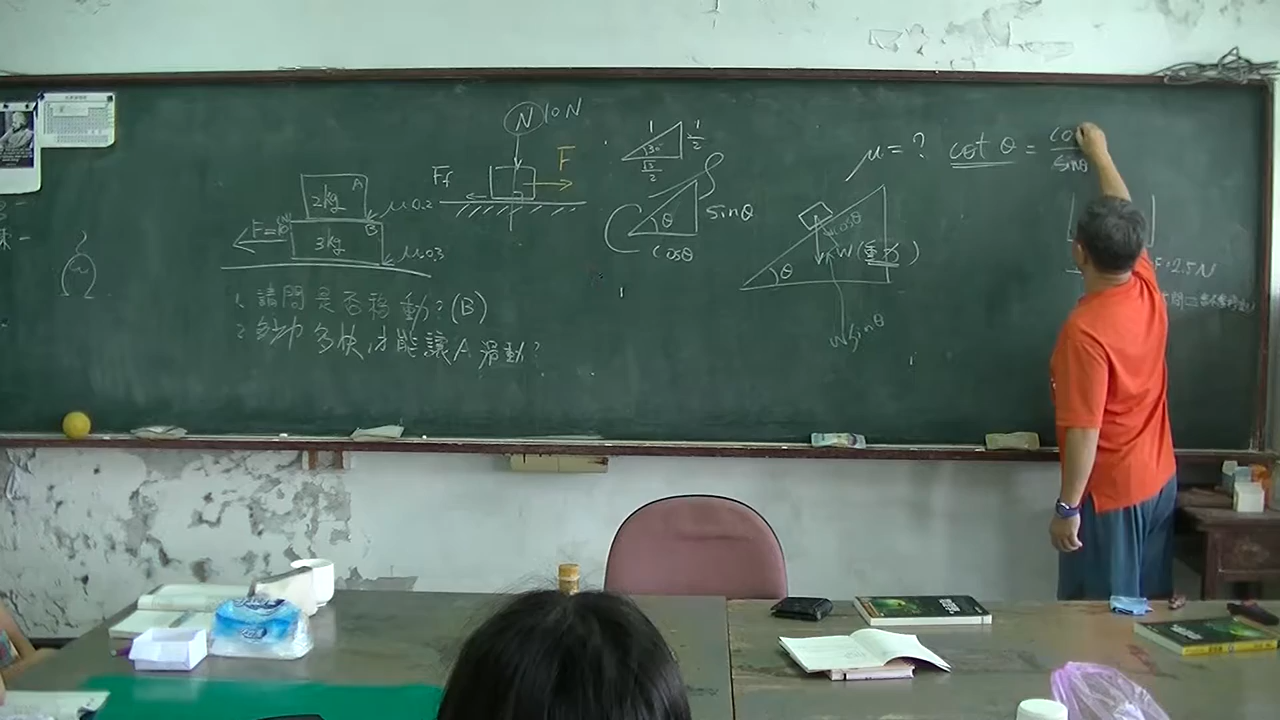 N 10N
Ff
F
2kg A
μ0.2
F=10N
3kg B
μ0.3
1. 請問是否移動?(B)
2. 多快才能讓A滑動?
1
1/2
30°
√3/2
θ
sinθ
cosθ
μ=? cot θ = co
sinθ
cosθ
W(重力)
θ
Wsinθ
F=2.5N